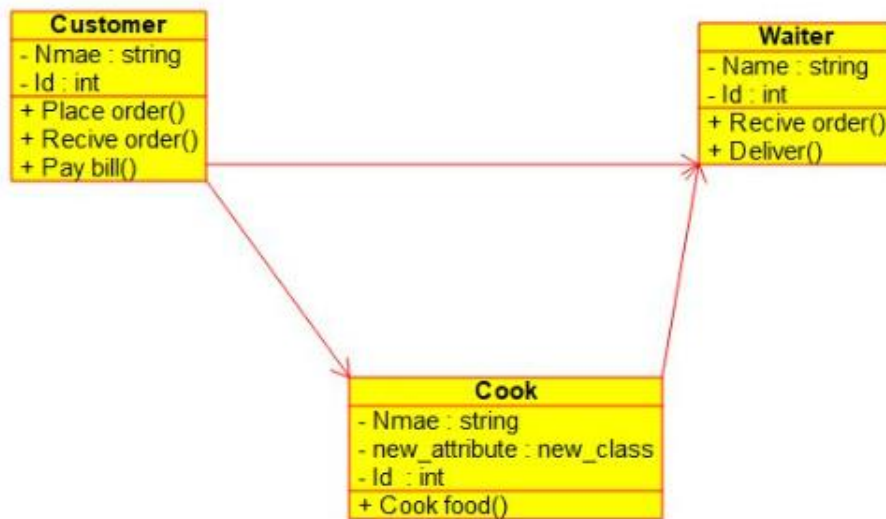 Customer
- Nmae : string
- Id : int
+ Place order()
+ Recive order()
+ Pay bill()
Waiter
- Name : string
- Id : int
+ Recive order()
+ Deliver()
Cook
- Nmae : string
- new_attribute : new_class
- Id : int
+ Cook food()